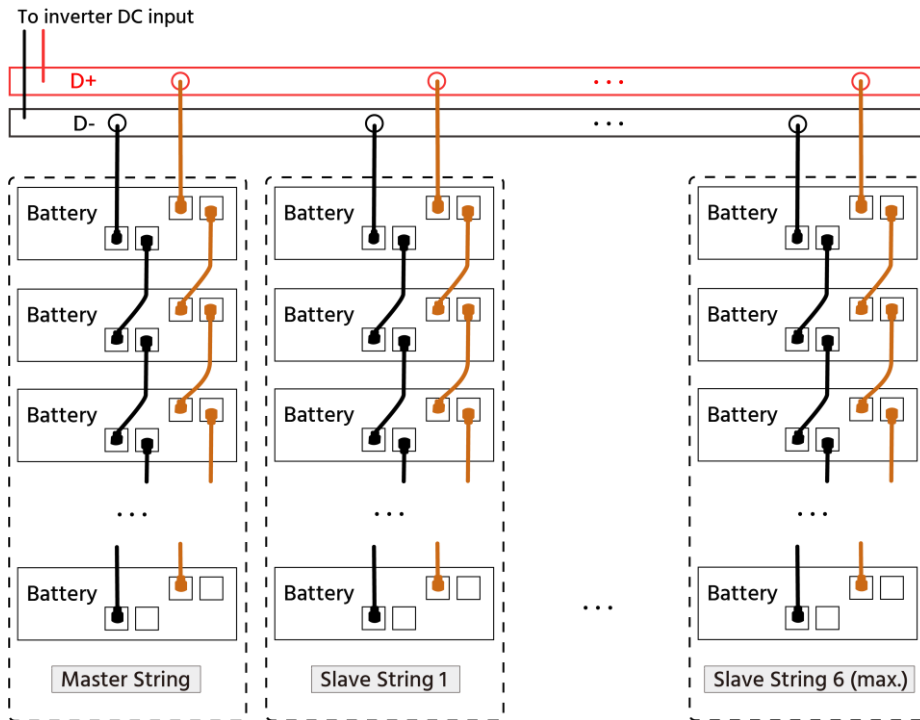 To inverter DC input
D+
...
D-
...
Battery
Battery
Battery
Battery
Battery
Battery
Battery
Battery
Battery
...
...
...
Battery
Battery
...
Battery
Master String
Slave String 1
Slave String 6 (max.)